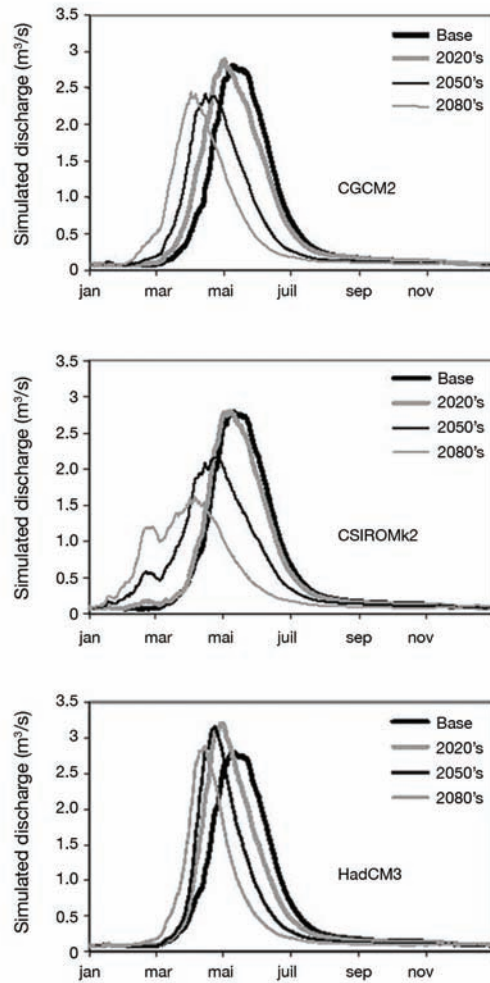 Simulated discharge (m³/s)
3.5
3.0
2.5
2.0
1.5
1.0
0.5
0
Base
2020's
2050's
2080's
CGCM2
jan mar mai juil sep nov
Simulated discharge (m³/s)
3.5
3.0
2.5
2.0
1.5
1.0
0.5
0
Base
2020's
2050's
2080's
CSIROMk2
jan mar mai juil sep nov
Simulated discharge (m³/s)
3.5
3.0
2.5
2.0
1.5
1.0
0.5
0
Base
2020's
2050's
2080's
HadCM3
jan mar mai juil sep nov